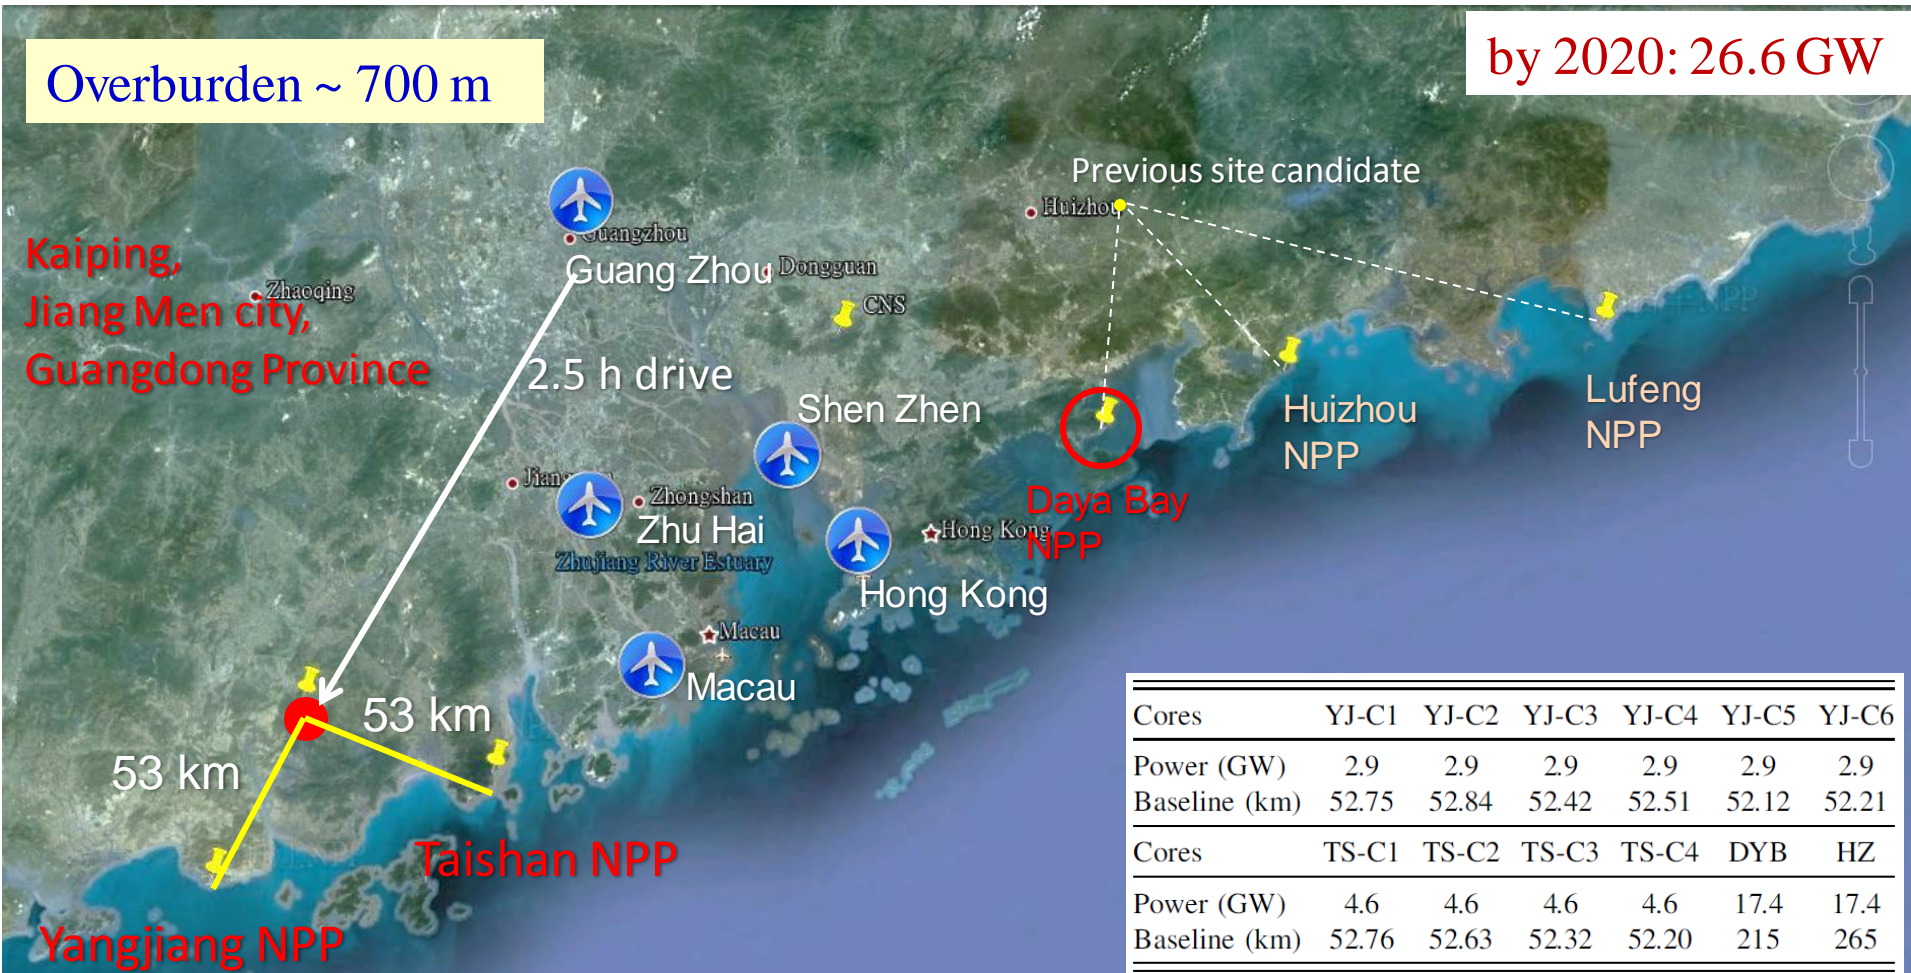 Overburden ~ 700 m
by 2020: 26.6 GW
Previous site candidate
Huizhou
Guangzhou
Guang Zhou
Dongguan
Kaiping,
Jiang Men city,
Guangdong Province
Zhaoqing
CNS
2.5 h drive
Shen Zhen
Huizhou
NPP
Lufeng
NPP
Daya Bay
NPP
Zhongshan
Zhu Hai
Zhujiang River Estuary
Hong Kong
Hong Kong
Macau
Macau
53 km
53 km
Taishan NPP
Yangjiang NPP
Cores YJ-C1 YJ-C2 YJ-C3 YJ-C4 YJ-C5 YJ-C6
Power (GW) 2.9 2.9 2.9 2.9 2.9 2.9
Baseline (km) 52.75 52.84 52.42 52.51 52.12 52.21
Cores TS-C1 TS-C2 TS-C3 TS-C4 DYB HZ
Power (GW) 4.6 4.6 4.6 4.6 17.4 17.4
Baseline (km) 52.76 52.63 52.32 52.20 215 265